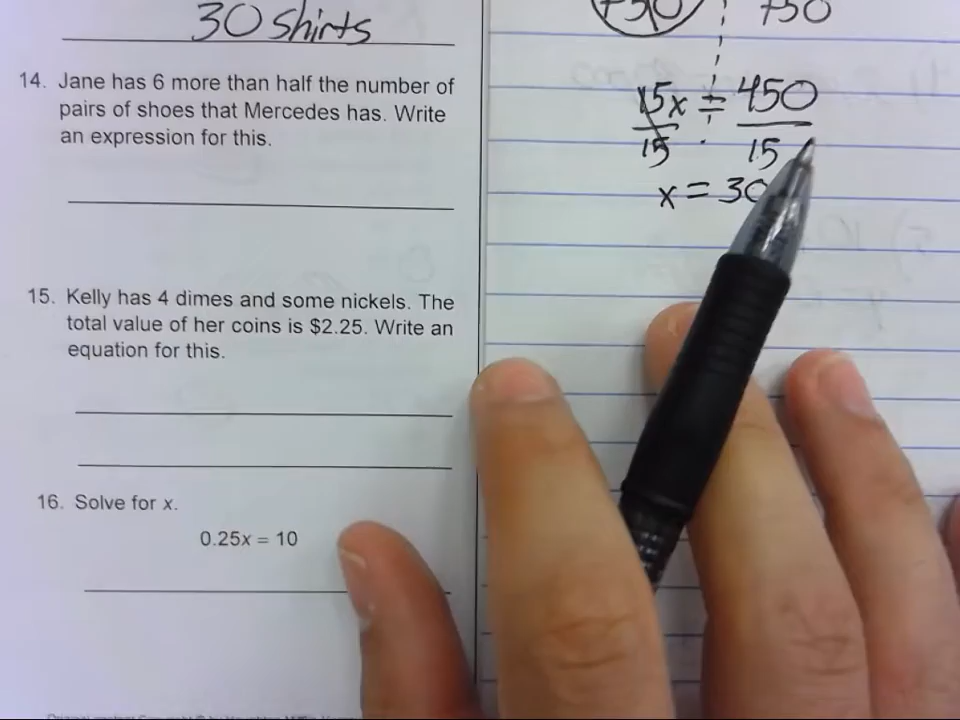 30 shirts
14. Jane has 6 more than half the number of
pairs of shoes that Mercedes has. Write
an expression for this.
15. Kelly has 4 dimes and some nickels. The
total value of her coins is $2.25. Write an
equation for this.
16. Solve for x.
0.25x = 10
+50 +50
15x = 450
15 15
x = 30